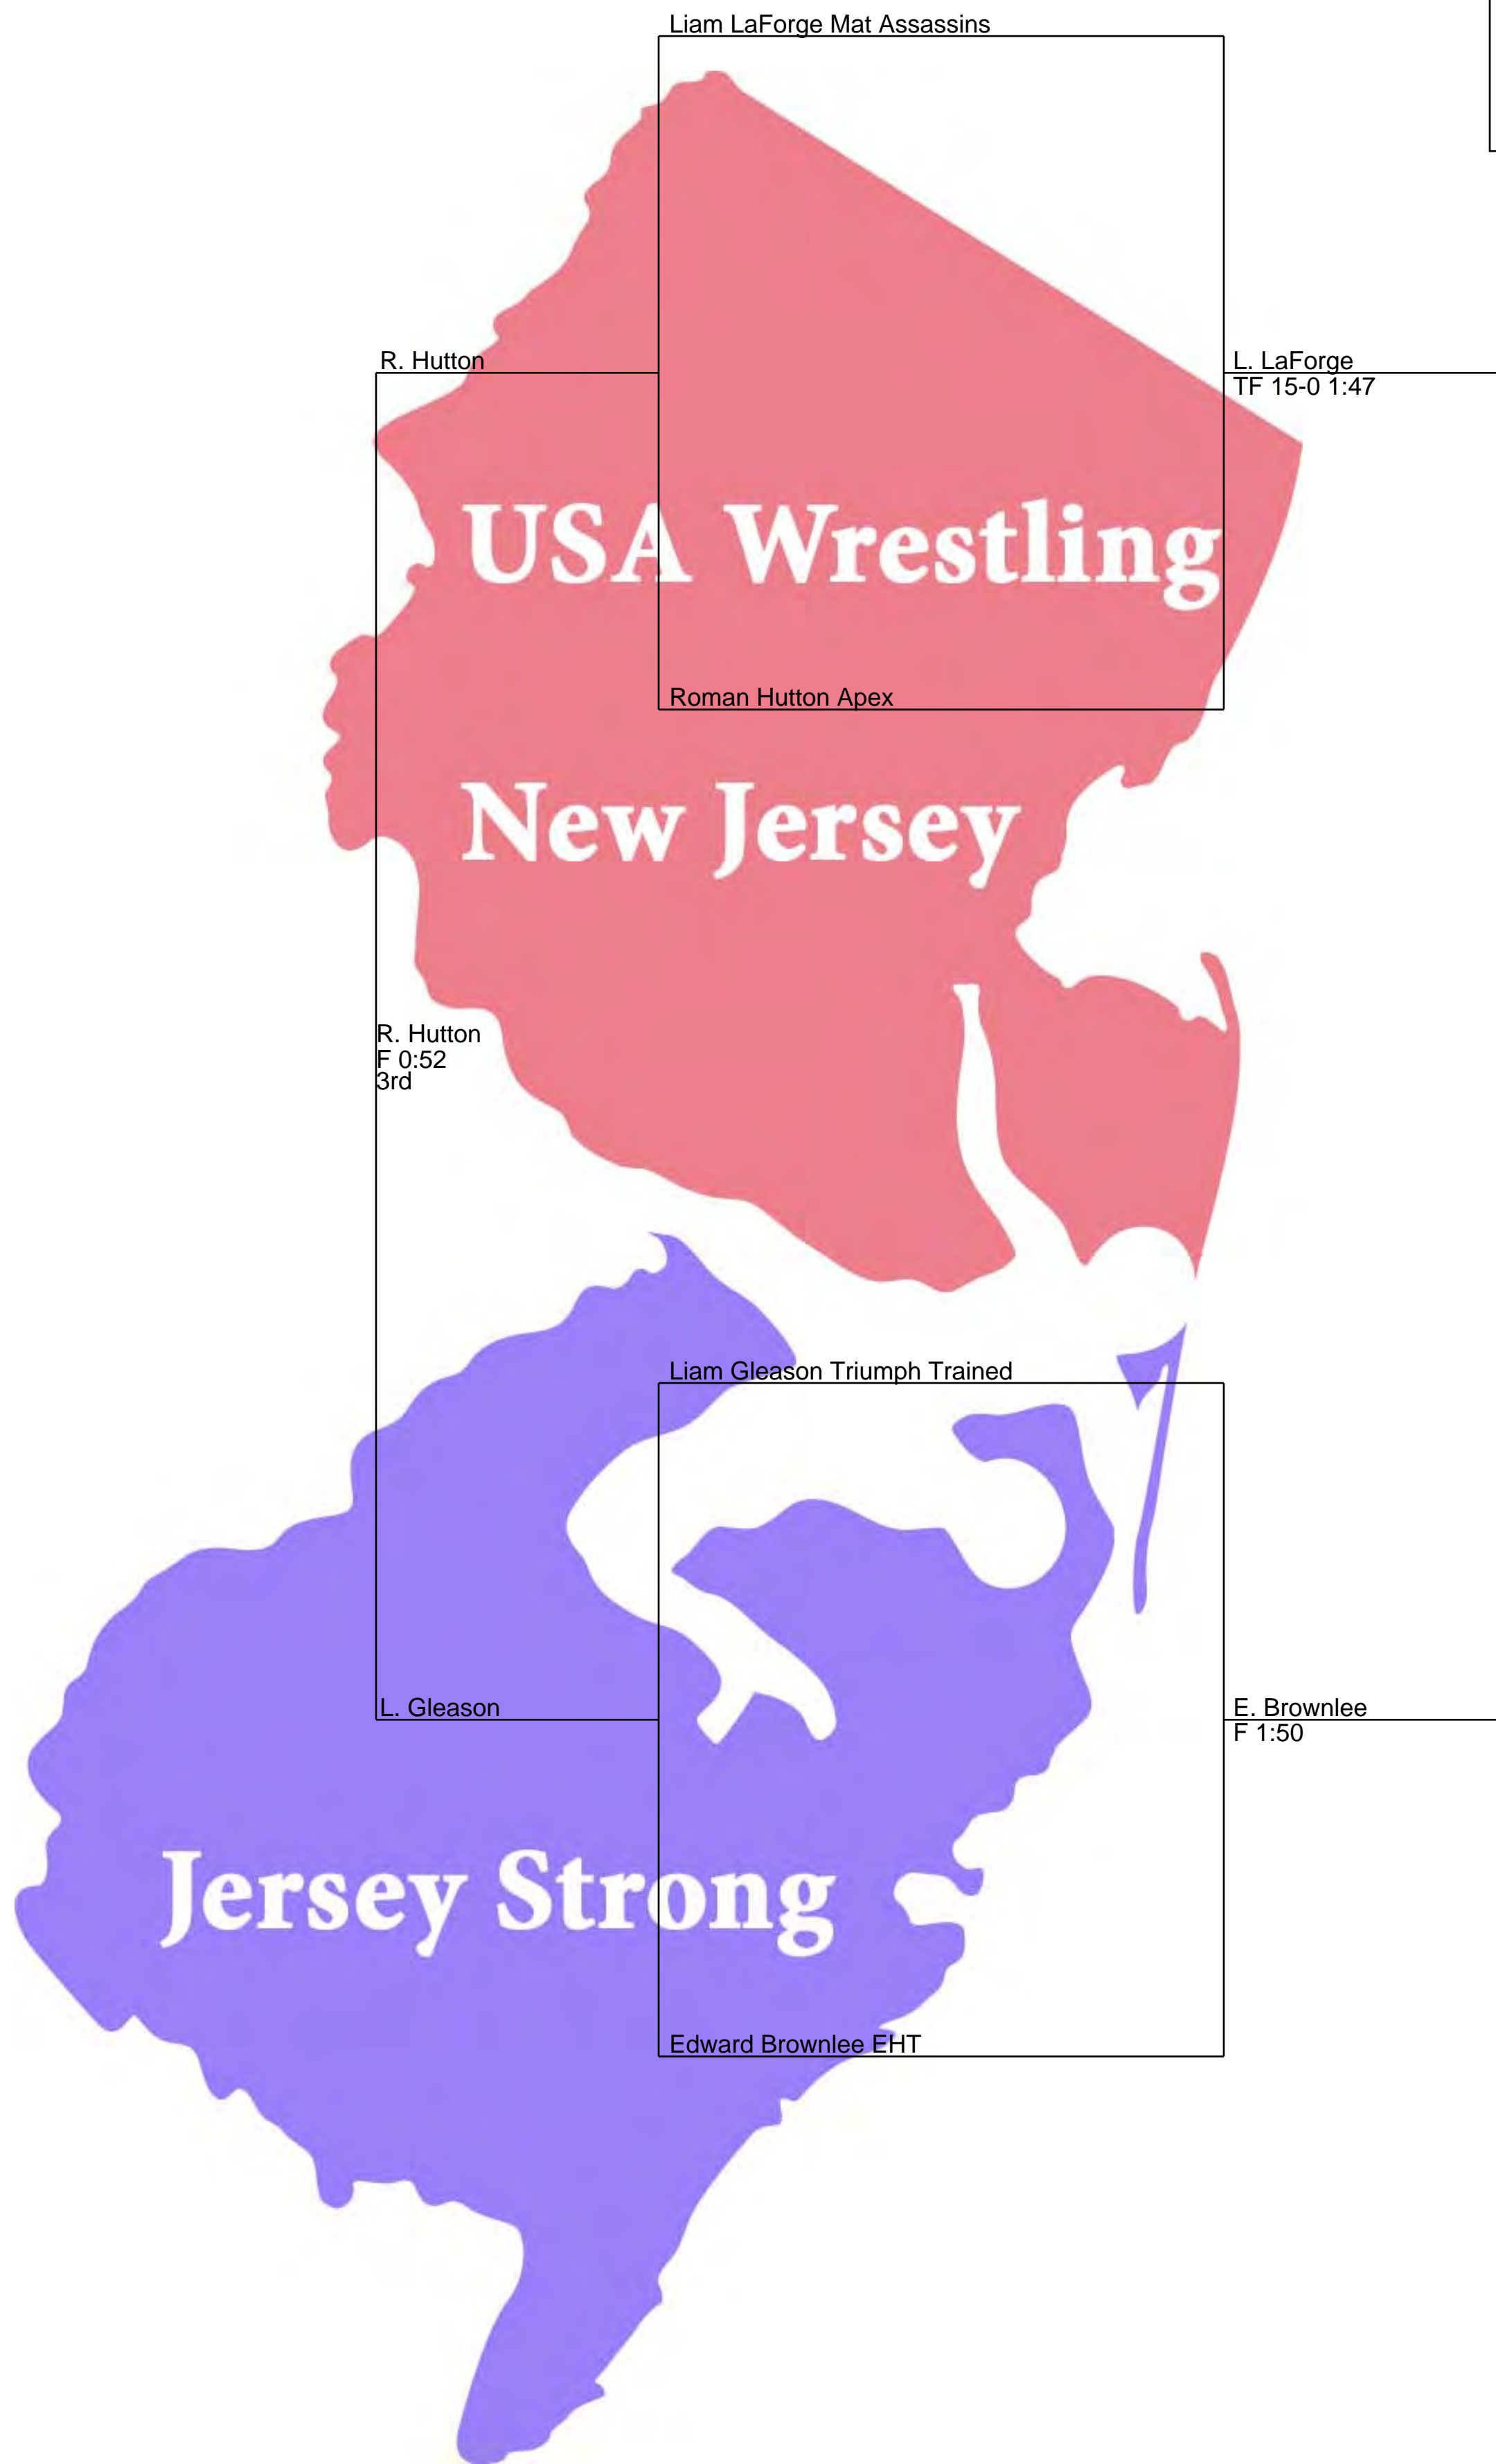 Liam LaForge Mat Assassins
R. Hutton
L. LaForge
TF 15-0 1:47
USA Wrestling
Roman Hutton Apex
New Jersey
R. Hutton
F 0:52
3rd
Liam Gleason Triumph Trained
L. Gleason
E. Brownlee
F 1:50
Jersey Strong
Edward Brownlee EHT